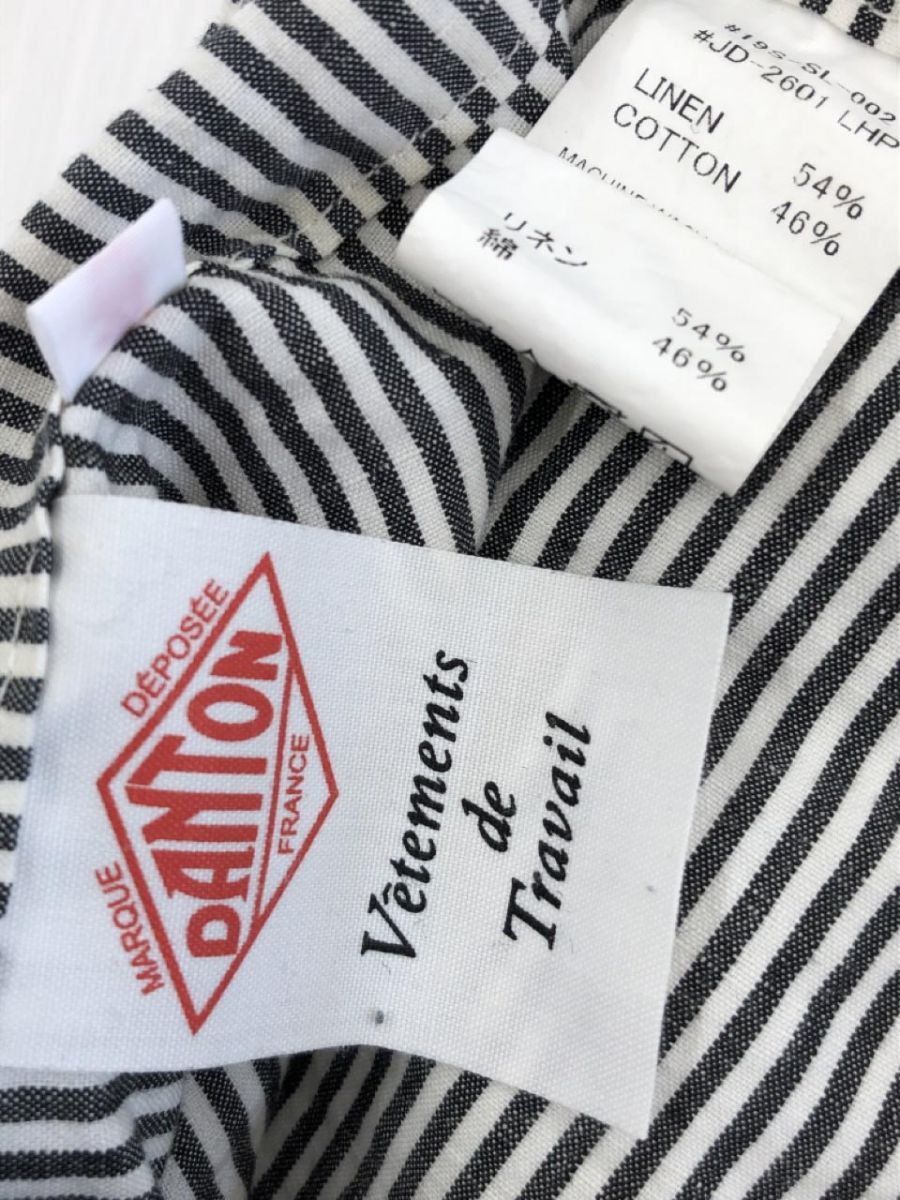 #19S-SL-002
#JD-2601 LHP
LINEN 54%
COTTON 46%
リネン 54%
綿 46%
MARQUE DÉPOSÉE
DANTON
FRANCE
Vêtements
de
Travail